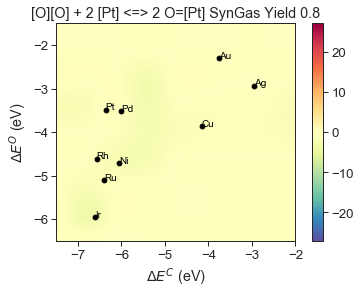 [O][O] + 2 [Pt] <=> 2 O=[Pt] SynGas Yield 0.8
−2
−3
−4
−5
−6
ΔE^O (eV)
−7
−6
−5
−4
−3
−2
ΔE^C (eV)
Au
Ag
Pt
Pd
Cu
Rh
Ni
Ru
Ir
20
10
0
−10
−20